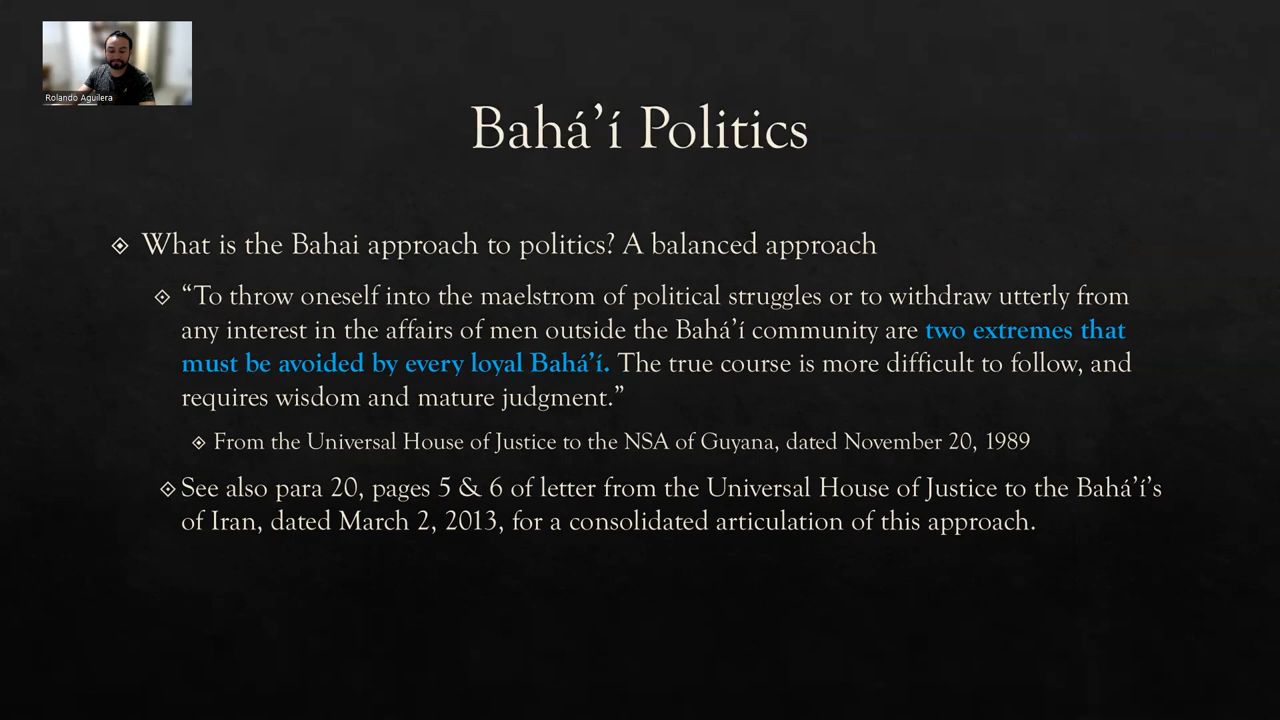 Rolando Aguilera
Bahá’í Politics
What is the Bahai approach to politics? A balanced approach
“To throw oneself into the maelstrom of political struggles or to withdraw utterly from
any interest in the affairs of men outside the Bahá’í community are two extremes that
must be avoided by every loyal Bahá’í. The true course is more difficult to follow, and
requires wisdom and mature judgment.”
From the Universal House of Justice to the NSA of Guyana, dated November 20, 1989
See also para 20, pages 5 & 6 of letter from the Universal House of Justice to the Bahá’í’s
of Iran, dated March 2, 2013, for a consolidated articulation of this approach.